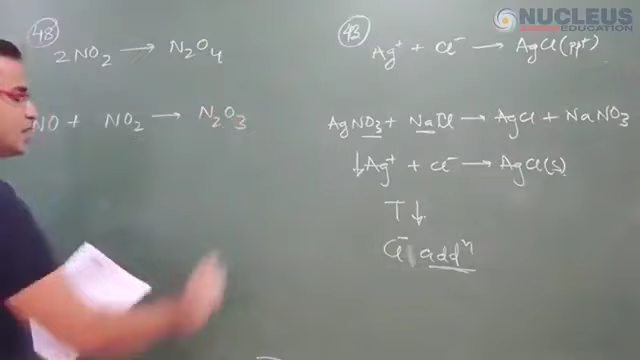 NUCLEUS
EDUCATION
48
2NO₂ → N₂O₄
NO + NO₂ → N₂O₃
43
Ag⁺ + Cl⁻ → AgCl(ppt)
AgNO₃ + NaCl → AgCl + NaNO₃
↓Ag⁺ + Cl⁻ → AgCl(s)
T ↓
Cl⁻ addⁿ